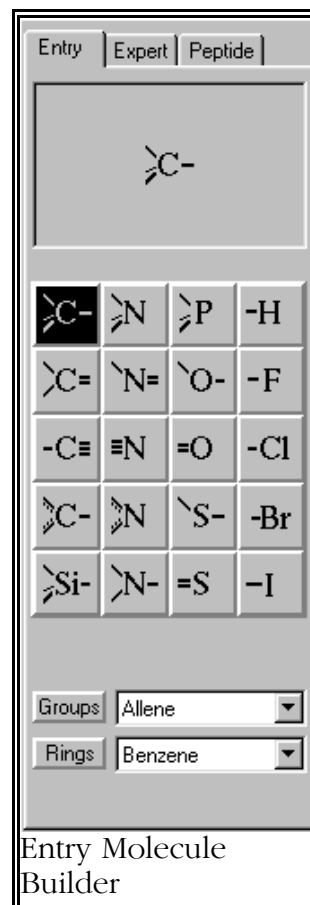 Entry Expert Peptide
C-
C- N P -H
C= N= O- -F
-C≡ ≡N =O -Cl
C- N S- -Br
Si- N- =S -I
Groups Allene
Rings Benzene
Entry Molecule
Builder